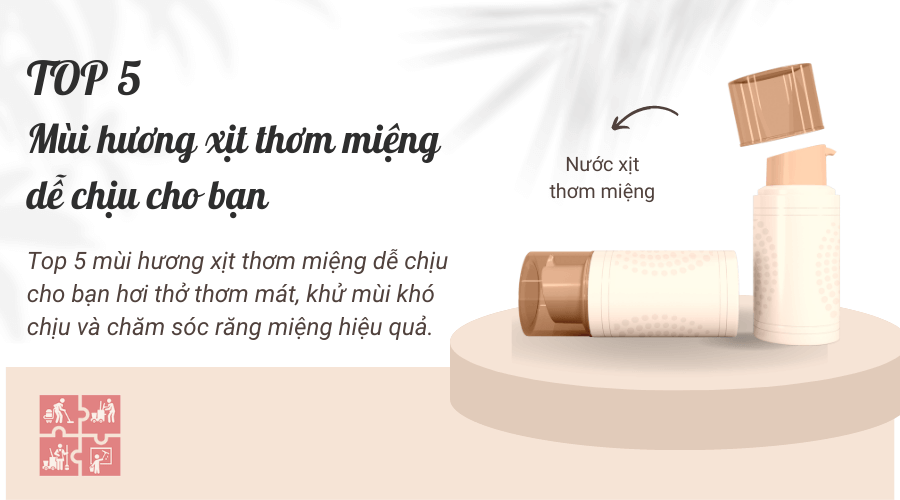 TOP 5
Mùi hương xịt thơm miệng
dễ chịu cho bạn
Top 5 mùi hương xịt thơm miệng dễ chịu
cho bạn hơi thở thơm mát, khử mùi khó
chịu và chăm sóc răng miệng hiệu quả.
Nước xịt
thơm miệng